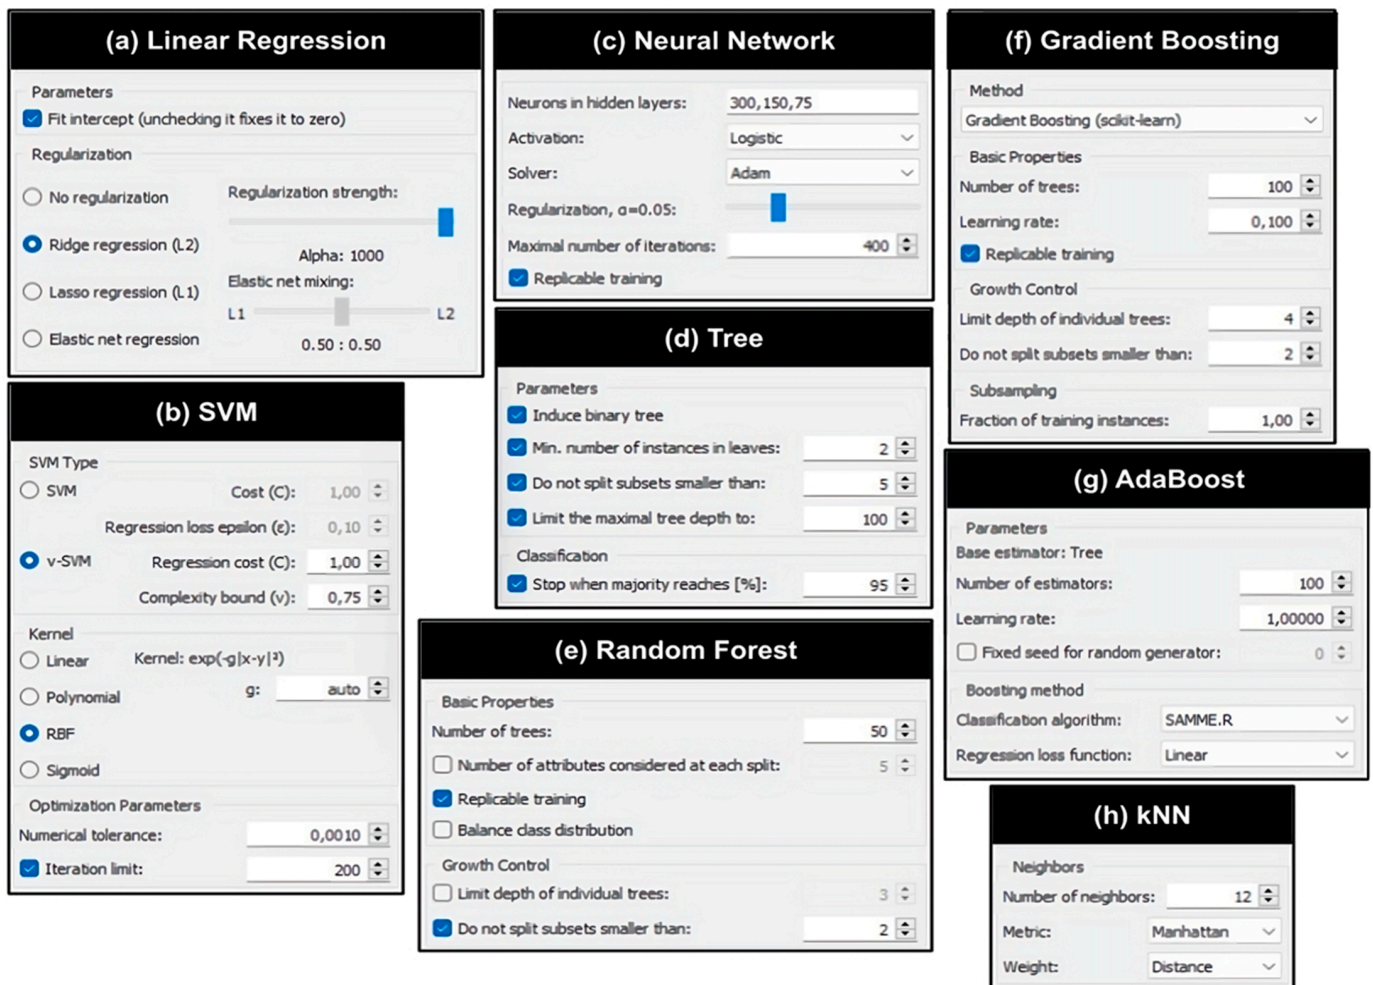 (a) Linear Regression
Parameters
Fit intercept (unchecking it fixes it to zero)
Regularization
No regularization
Regularization strength:
Ridge regression (L2)
Alpha: 1000
Lasso regression (L1)
Elastic net mixing:
L1 L2
Elastic net regression
0.50 : 0.50
(b) SVM
SVM Type
SVM Cost (C): 1,00
Regression loss epsilon (ε): 0,10
v-SVM Regression cost (C): 1,00
Complexity bound (v): 0,75
Kernel
Linear Kernel: exp(-g|x-y|²)
Polynomial g: auto
RBF
Sigmoid
Optimization Parameters
Numerical tolerance: 0,0010
Iteration limit: 200
(c) Neural Network
Neurons in hidden layers: 300,150,75
Activation: Logistic
Solver: Adam
Regularization, α=0.05:
Maximal number of iterations: 400
Replicable training
(d) Tree
Parameters
Induce binary tree
Min. number of instances in leaves: 2
Do not split subsets smaller than: 5
Limit the maximal tree depth to: 100
Classification
Stop when majority reaches [%]: 95
(e) Random Forest
Basic Properties
Number of trees: 50
Number of attributes considered at each split: 5
Replicable training
Balance class distribution
Growth Control
Limit depth of individual trees: 3
Do not split subsets smaller than: 2
(f) Gradient Boosting
Method
Gradient Boosting (scikit-learn)
Basic Properties
Number of trees: 100
Learning rate: 0,100
Replicable training
Growth Control
Limit depth of individual trees: 4
Do not split subsets smaller than: 2
Subsampling
Fraction of training instances: 1,00
(g) AdaBoost
Parameters
Base estimator: Tree
Number of estimators: 100
Learning rate: 1,00000
Fixed seed for random generator: 0
Boosting method
Classification algorithm: SAMME.R
Regression loss function: Linear
(h) kNN
Neighbors
Number of neighbors: 12
Metric: Manhattan
Weight: Distance